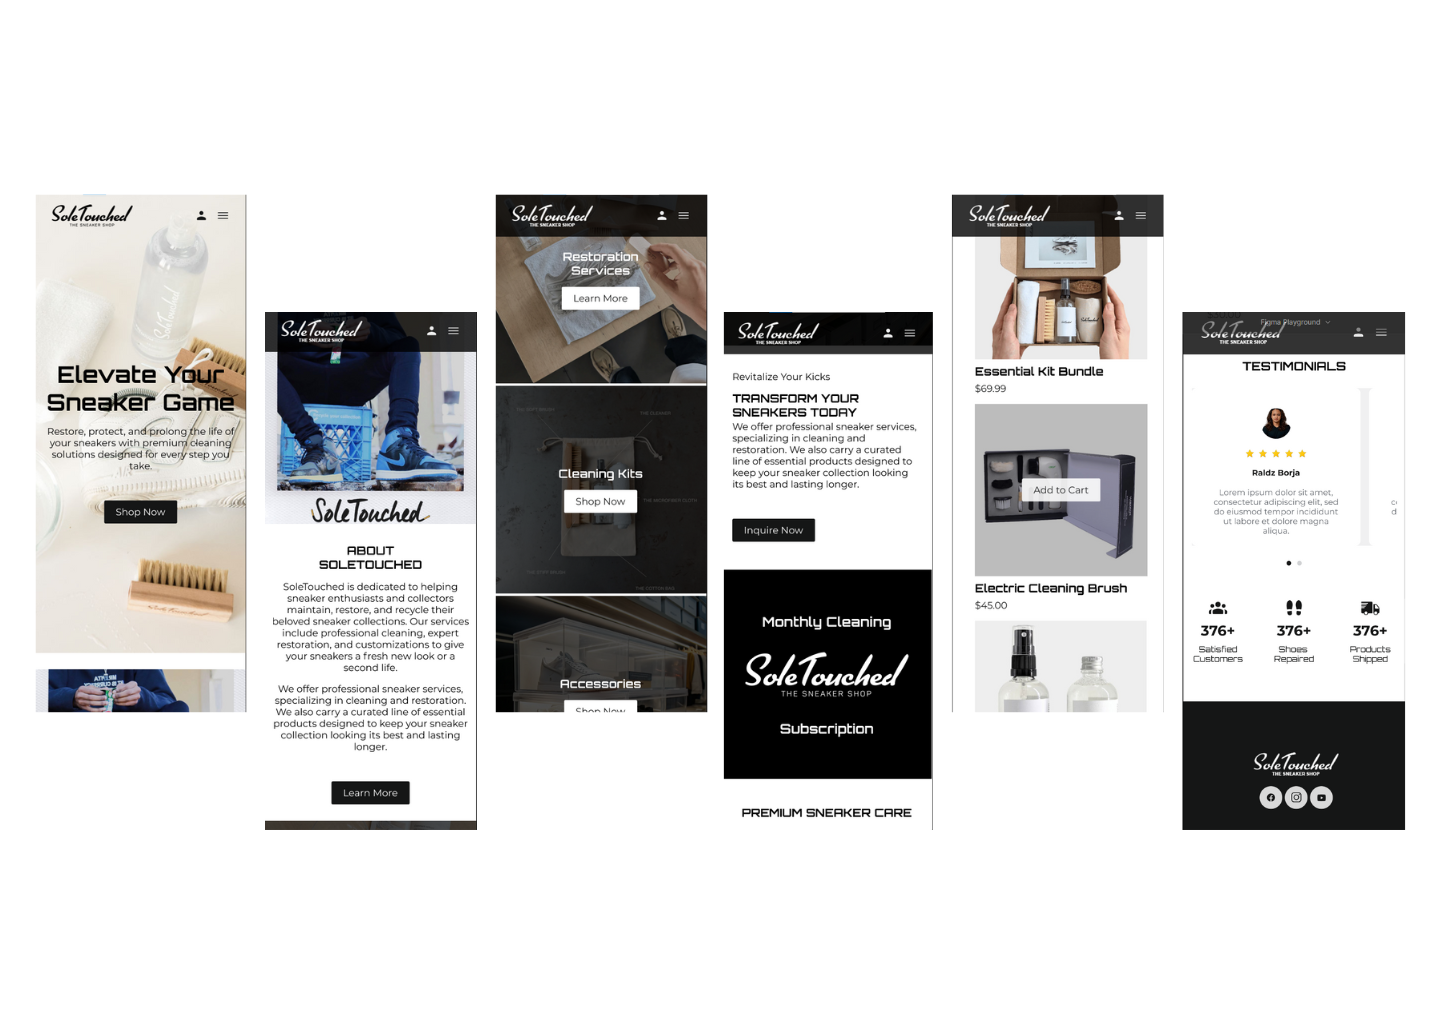 SoleTouched
THE SNEAKER SHOP
SoleTouched
Elevate Your
Sneaker Game
Restore, protect, and prolong the life of
your sneakers with premium cleaning
solutions designed for every step you
take.
Shop Now
SoleTouched
THE SNEAKER SHOP
SoleTouched
ABOUT
SOLETOUCHED
SoleTouched is dedicated to helping
sneaker enthusiasts and collectors
maintain, restore, and recycle their
beloved sneaker collections. Our services
include professional cleaning, expert
restoration, and customizations to give
your sneakers a fresh new look or a
second life.
We offer professional sneaker services,
specializing in cleaning and restoration.
We also carry a curated line of essential
products designed to keep your sneaker
collection looking its best and lasting
longer.
Learn More
SoleTouched
THE SNEAKER SHOP
Restoration
Services
Learn More
THE CLEANER
Cleaning Kits
Shop Now
THE MICROFIBER CLOTH
THE COTTON RAG
Accessories
Shop Now
SoleTouched
THE SNEAKER SHOP
Revitalize Your Kicks
TRANSFORM YOUR
SNEAKERS TODAY
We offer professional sneaker services,
specializing in cleaning and
restoration. We also carry a curated
line of essential products designed to
keep your sneaker collection looking
its best and lasting longer.
Inquire Now
Monthly Cleaning
SoleTouched
THE SNEAKER SHOP
Subscription
PREMIUM SNEAKER CARE
SoleTouched
THE SNEAKER SHOP
Essential Kit Bundle
$69.99
Add to Cart
Electric Cleaning Brush
$45.00
Figma Playground
SoleTouched
THE SNEAKER SHOP
TESTIMONIALS
Raldz Borja
Lorem ipsum dolor sit amet,
consectetur adipiscing elit, sed
do eiusmod tempor incididunt
ut labore et dolore magna
aliqua.
376+ 376+ 376+
Satisfied Shoes Products
Customers Repaired Shipped
SoleTouched
THE SNEAKER SHOP